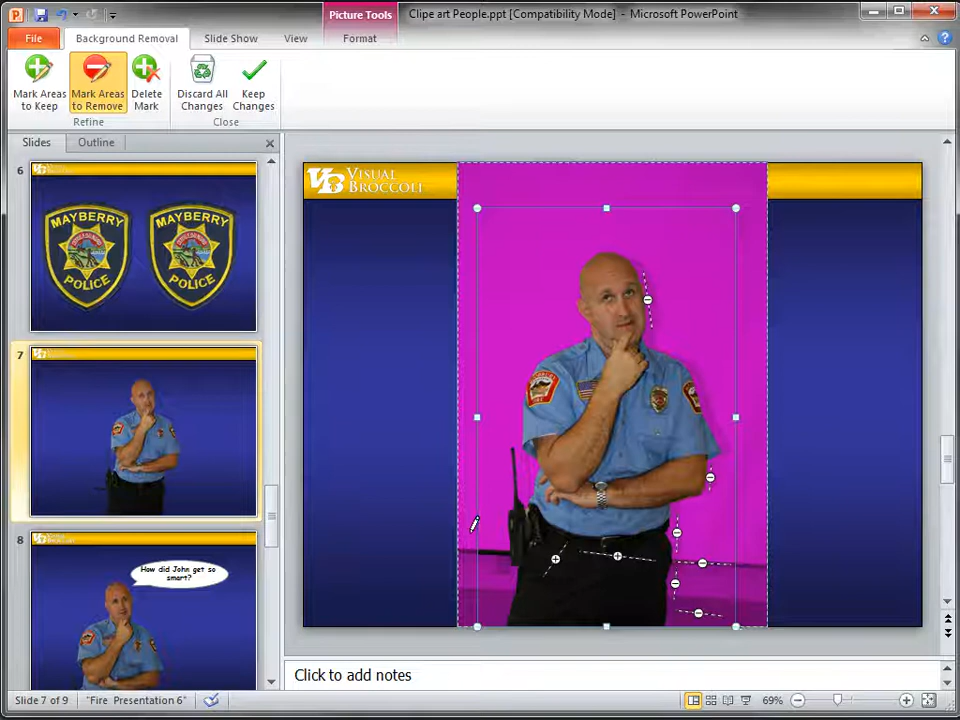 Clipe art People.ppt [Compatibility Mode] – Microsoft PowerPoint
Picture Tools
File
Background Removal
Slide Show
View
Format
Mark Areas to Keep
Mark Areas to Remove
Delete Mark
Discard All Changes
Keep Changes
Refine
Close
Slides
Outline
6
MAYBERRY
POLICE
MAYBERRY
POLICE
7
8
How did John get so
smart?
VB VISUAL
BROCCOLI
Click to add notes
Slide 7 of 9
"Fire Presentation 6"
69%